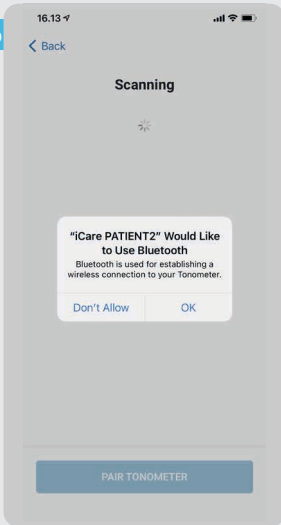 16.13
Back
Scanning
“iCare PATIENT2” Would Like
to Use Bluetooth
Bluetooth is used for establishing a
wireless connection to your Tonometer.
Don't Allow
OK
PAIR TONOMETER